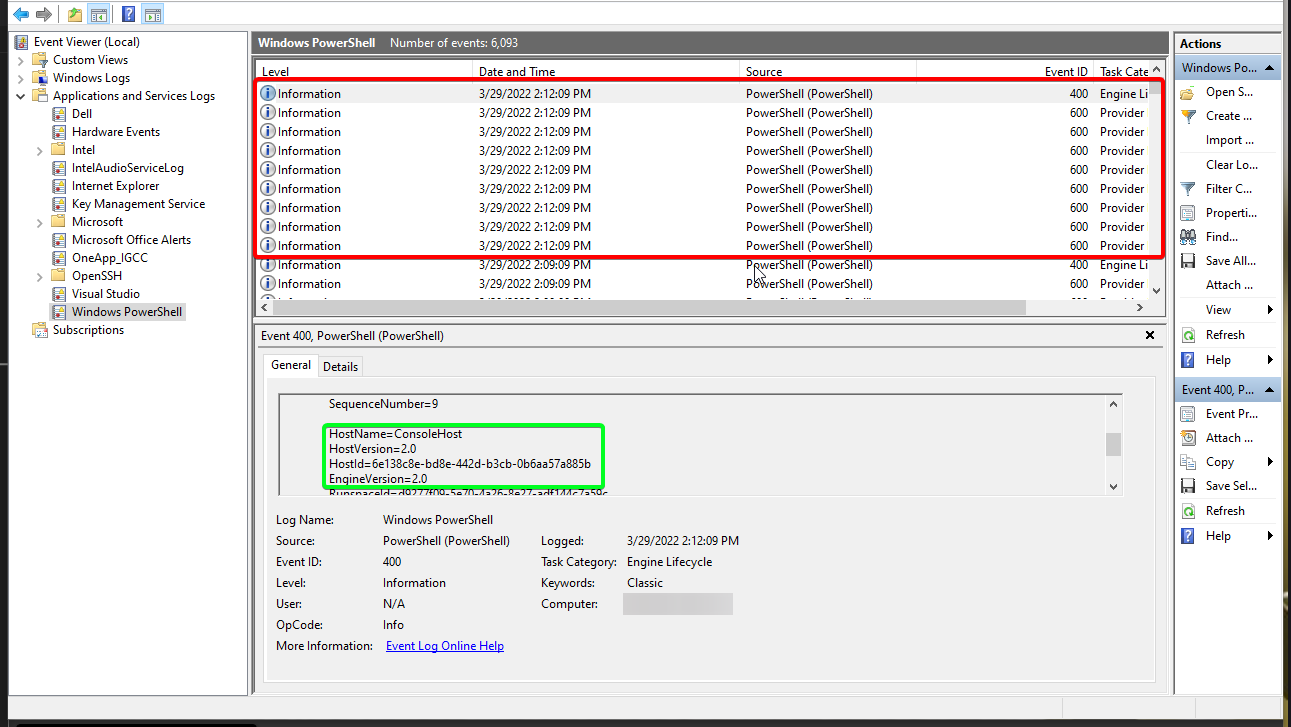 Event Viewer (Local)
Custom Views
Windows Logs
Applications and Services Logs
Dell
Hardware Events
Intel
IntelAudioServiceLog
Internet Explorer
Key Management Service
Microsoft
Microsoft Office Alerts
OneApp_IGCC
OpenSSH
Visual Studio
Windows PowerShell
Subscriptions
Windows PowerShell Number of events: 6,093
Level Date and Time Source Event ID Task Cate
Information 3/29/2022 2:12:09 PM PowerShell (PowerShell) 400 Engine Li
Information 3/29/2022 2:12:09 PM PowerShell (PowerShell) 600 Provider
Information 3/29/2022 2:12:09 PM PowerShell (PowerShell) 600 Provider
Information 3/29/2022 2:12:09 PM PowerShell (PowerShell) 600 Provider
Information 3/29/2022 2:12:09 PM PowerShell (PowerShell) 600 Provider
Information 3/29/2022 2:12:09 PM PowerShell (PowerShell) 600 Provider
Information 3/29/2022 2:12:09 PM PowerShell (PowerShell) 600 Provider
Information 3/29/2022 2:12:09 PM PowerShell (PowerShell) 600 Provider
Information 3/29/2022 2:12:09 PM PowerShell (PowerShell) 600 Provider
Information 3/29/2022 2:09:09 PM PowerShell (PowerShell) 400 Engine Li
Information 3/29/2022 2:09:09 PM PowerShell (PowerShell) 600 Provider
Event 400, PowerShell (PowerShell)
General Details
SequenceNumber=9
HostName=ConsoleHost
HostVersion=2.0
HostId=6e138c8e-bd8e-442d-b3cb-0b6aa57a885b
EngineVersion=2.0
RunspaceId=d9277f09-5e70-4a26-8e27-adf144c7a59c
Log Name: Windows PowerShell
Source: PowerShell (PowerShell) Logged: 3/29/2022 2:12:09 PM
Event ID: 400 Task Category: Engine Lifecycle
Level: Information Keywords: Classic
User: N/A Computer:
OpCode: Info
More Information: Event Log Online Help
Actions
Windows Po...
Open S...
Create ...
Import ...
Clear Lo...
Filter C...
Properti...
Find...
Save All...
Attach ...
View
Refresh
Help
Event 400, P...
Event Pr...
Attach ...
Copy
Save Sel...
Refresh
Help